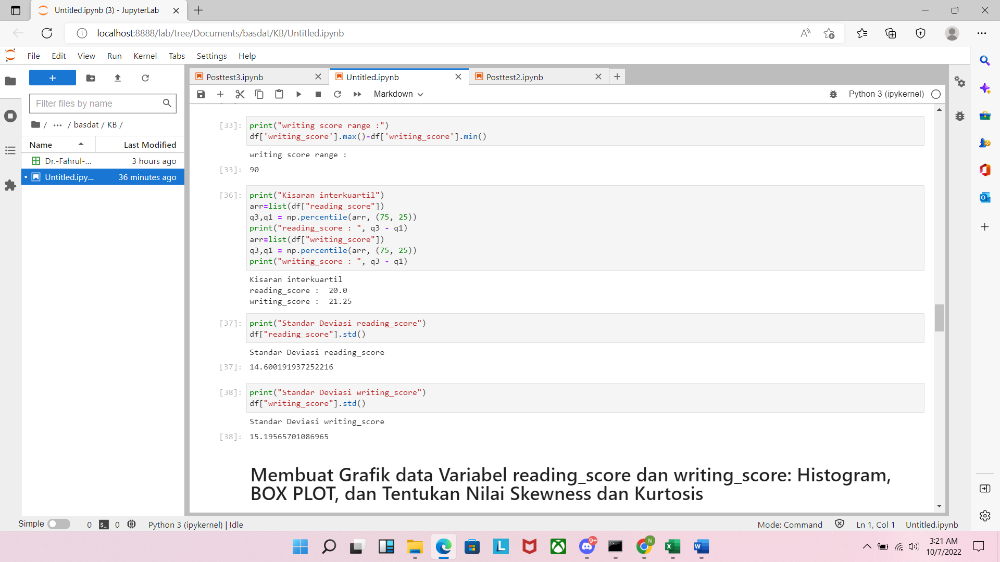 Untitled.ipynb (3) - JupyterLab
localhost:8888/lab/tree/Documents/basdat/KB/Untitled.ipynb
File Edit View Run Kernel Tabs Settings Help
Posttest3.ipynb
Untitled.ipynb
Posttest2.ipynb
Markdown
Python 3 (ipykernel)
Filter files by name
/ ··· / basdat / KB /
Name Last Modified
Dr.-Fahrul-... 3 hours ago
Untitled.ipy... 36 minutes ago
[33]: print("writing score range :")
df['writing_score'].max()-df['writing_score'].min()
writing score range :
[33]: 90
[36]: print("Kisaran interkuartil")
arr=list(df["reading_score"])
q3,q1 = np.percentile(arr, (75, 25))
print("reading_score : ", q3 - q1)
arr=list(df["writing_score"])
q3,q1 = np.percentile(arr, (75, 25))
print("writing_score : ", q3 - q1)
Kisaran interkuartil
reading_score :  20.0
writing_score :  21.25
[37]: print("Standar Deviasi reading_score")
df["reading_score"].std()
Standar Deviasi reading_score
[37]: 14.600191937252216
[38]: print("Standar Deviasi writing_score")
df["writing_score"].std()
Standar Deviasi writing_score
[38]: 15.19565701086965
Membuat Grafik data Variabel reading_score dan writing_score: Histogram,
BOX PLOT, dan Tentukan Nilai Skewness dan Kurtosis
Simple 0 $_ 0 Python 3 (ipykernel) | Idle
Mode: Command Ln 1, Col 1 Untitled.ipynb
L 9+ N X W
3:21 AM
10/7/2022